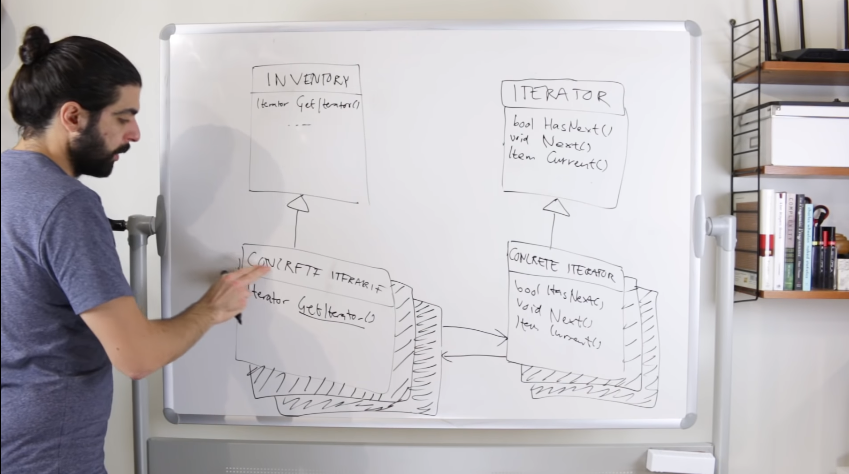 INVENTORY
Iterator GetIterator()
...
ITERATOR
bool HasNext()
void Next()
Item Current()
CONCRETE ITERABLE
Iterator GetIterator()
CONCRETE ITERATOR
bool HasNext()
void Next()
Item Current()